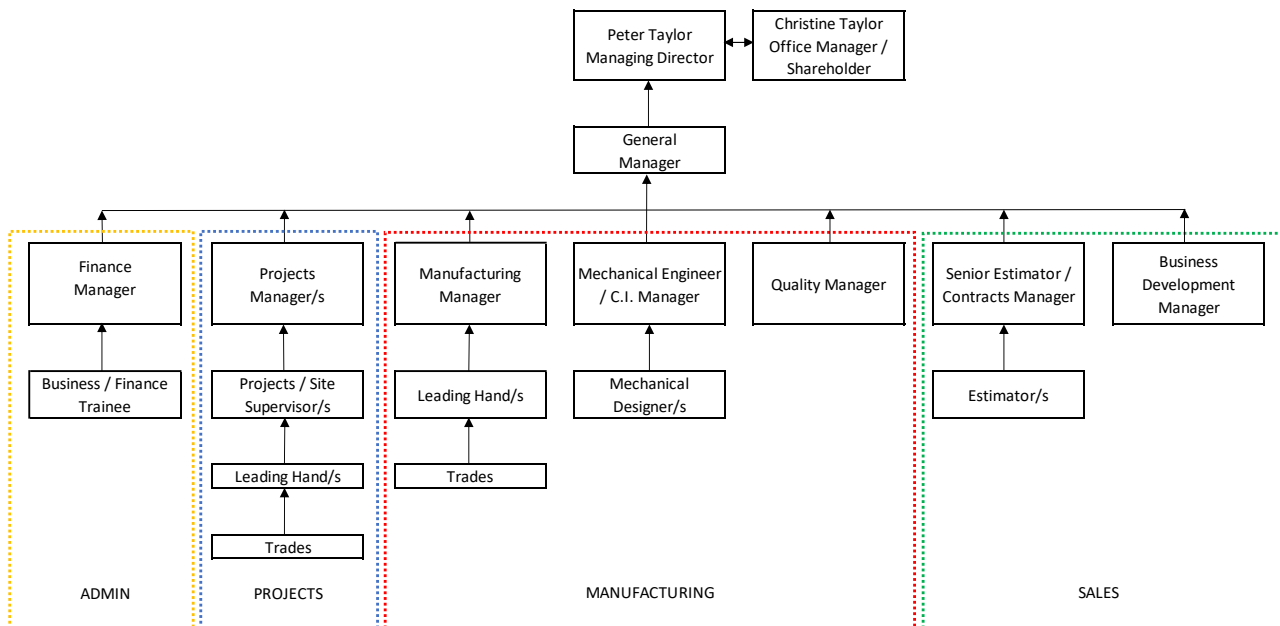 Peter Taylor
Managing Director
Christine Taylor
Office Manager /
Shareholder
General
Manager
Finance
Manager
Projects
Manager/s
Manufacturing
Manager
Mechanical Engineer
/ C.I. Manager
Quality Manager
Senior Estimator /
Contracts Manager
Business
Development
Manager
Business / Finance
Trainee
Projects / Site
Supervisor/s
Leading Hand/s
Mechanical
Designer/s
Estimator/s
Leading Hand/s
Trades
Trades
ADMIN
PROJECTS
MANUFACTURING
SALES